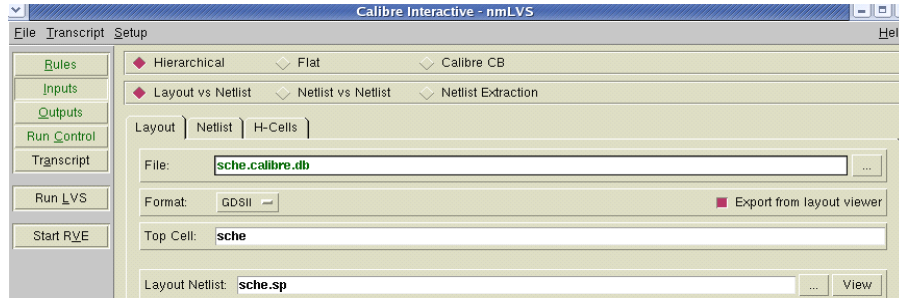 Calibre Interactive - nmLVS
File Transcript Setup Hel
Rules
Hierarchical Flat Calibre CB
Inputs
Layout vs Netlist Netlist vs Netlist Netlist Extraction
Outputs
Run Control
Layout Netlist H-Cells
Transcript
File: sche.calibre.db ...
Run LVS
Format: GDSII Export from layout viewer
Start RVE
Top Cell: sche
Layout Netlist: sche.sp ... View